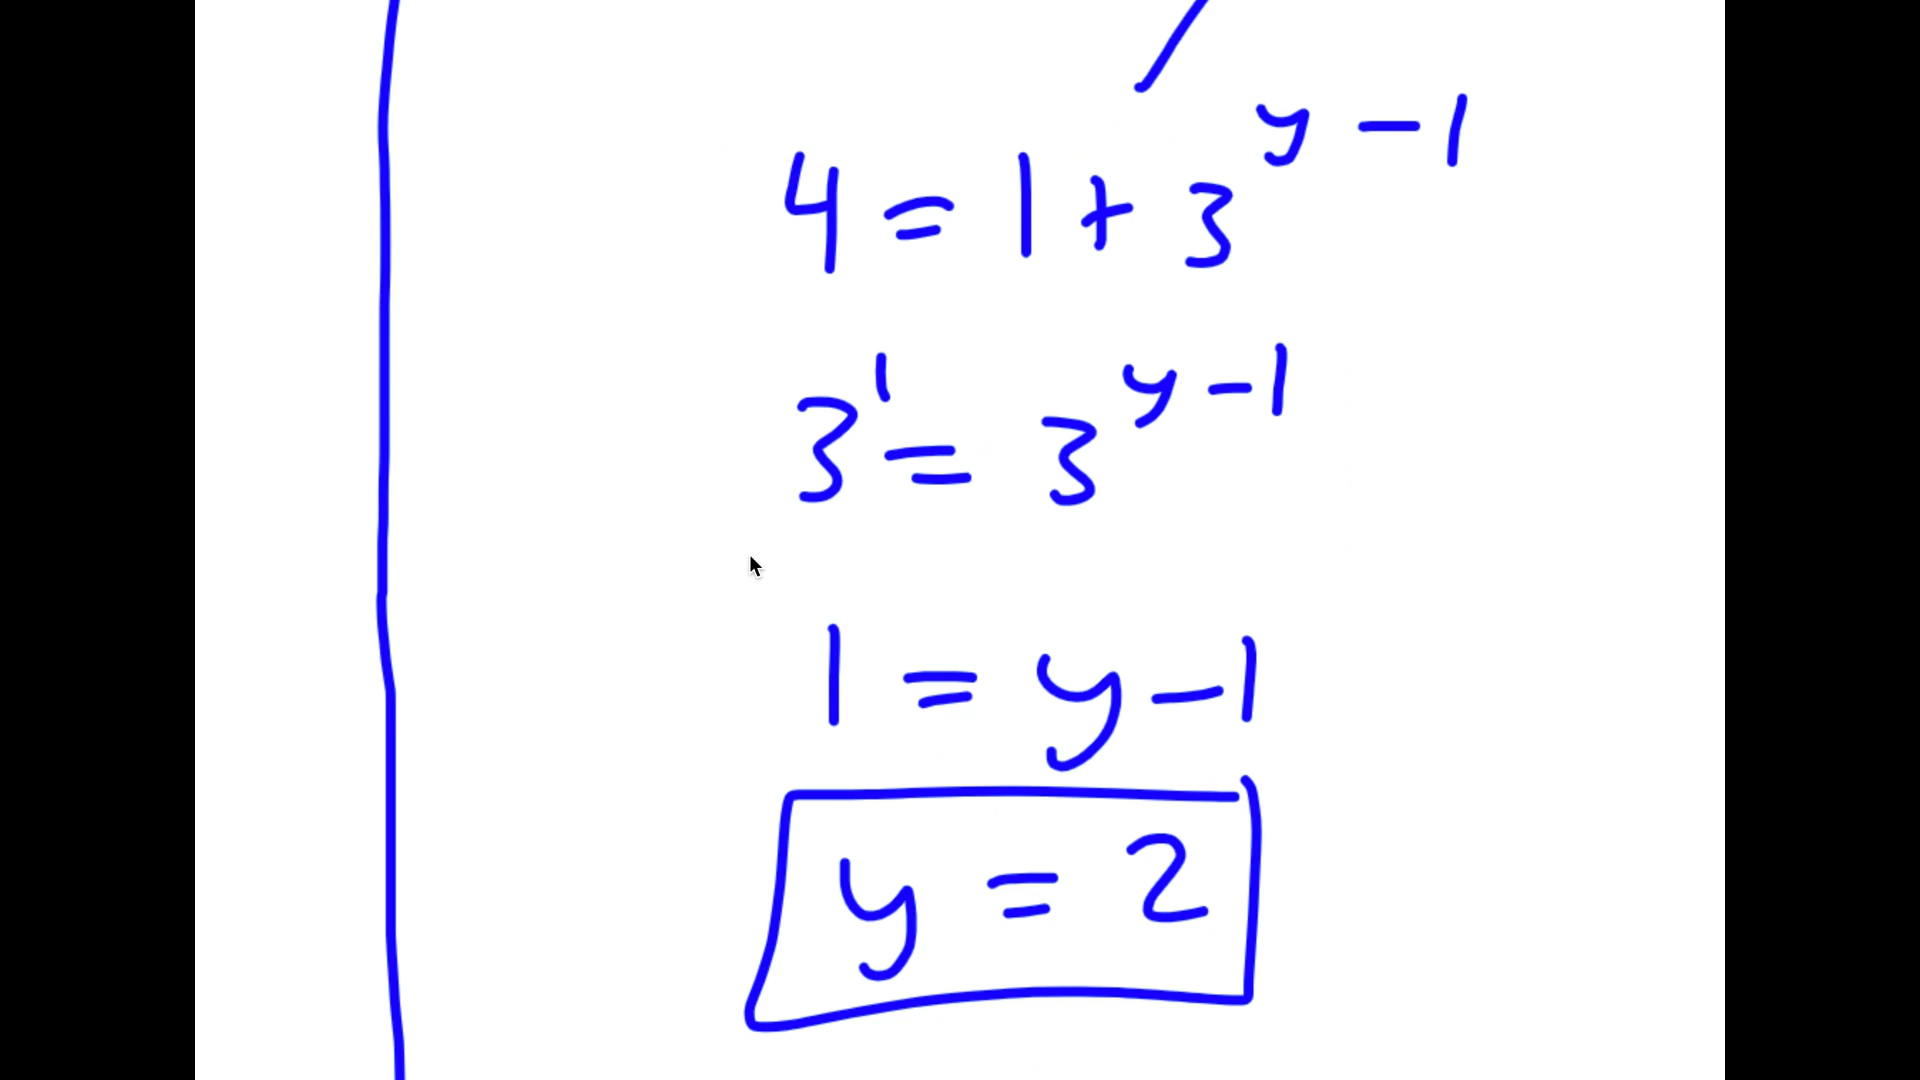 4 = 1 + 3^{y - 1}
3^1 = 3^{y - 1}
1 = y - 1
y = 2